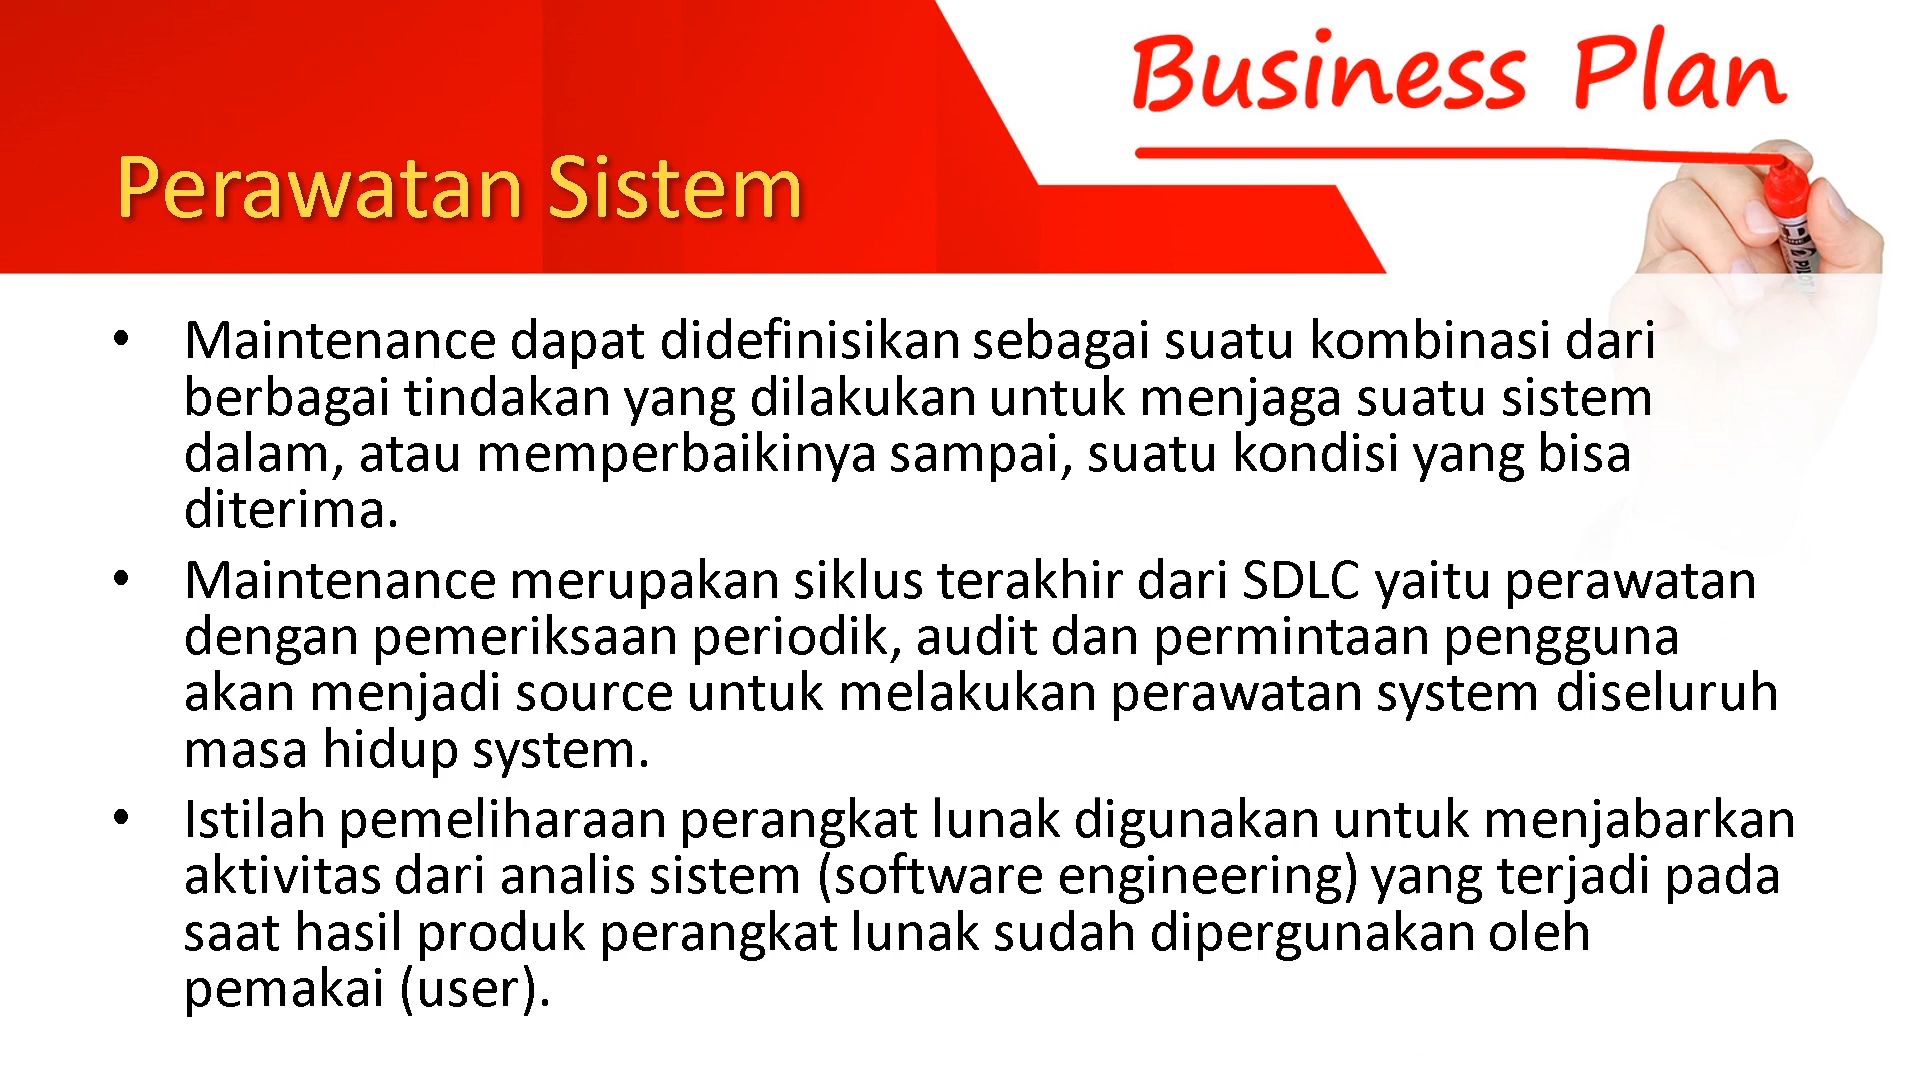 Business Plan
Perawatan Sistem
• Maintenance dapat didefinisikan sebagai suatu kombinasi dari
berbagai tindakan yang dilakukan untuk menjaga suatu sistem
dalam, atau memperbaikinya sampai, suatu kondisi yang bisa
diterima.
• Maintenance merupakan siklus terakhir dari SDLC yaitu perawatan
dengan pemeriksaan periodik, audit dan permintaan pengguna
akan menjadi source untuk melakukan perawatan system diseluruh
masa hidup system.
• Istilah pemeliharaan perangkat lunak digunakan untuk menjabarkan
aktivitas dari analis sistem (software engineering) yang terjadi pada
saat hasil produk perangkat lunak sudah dipergunakan oleh
pemakai (user).